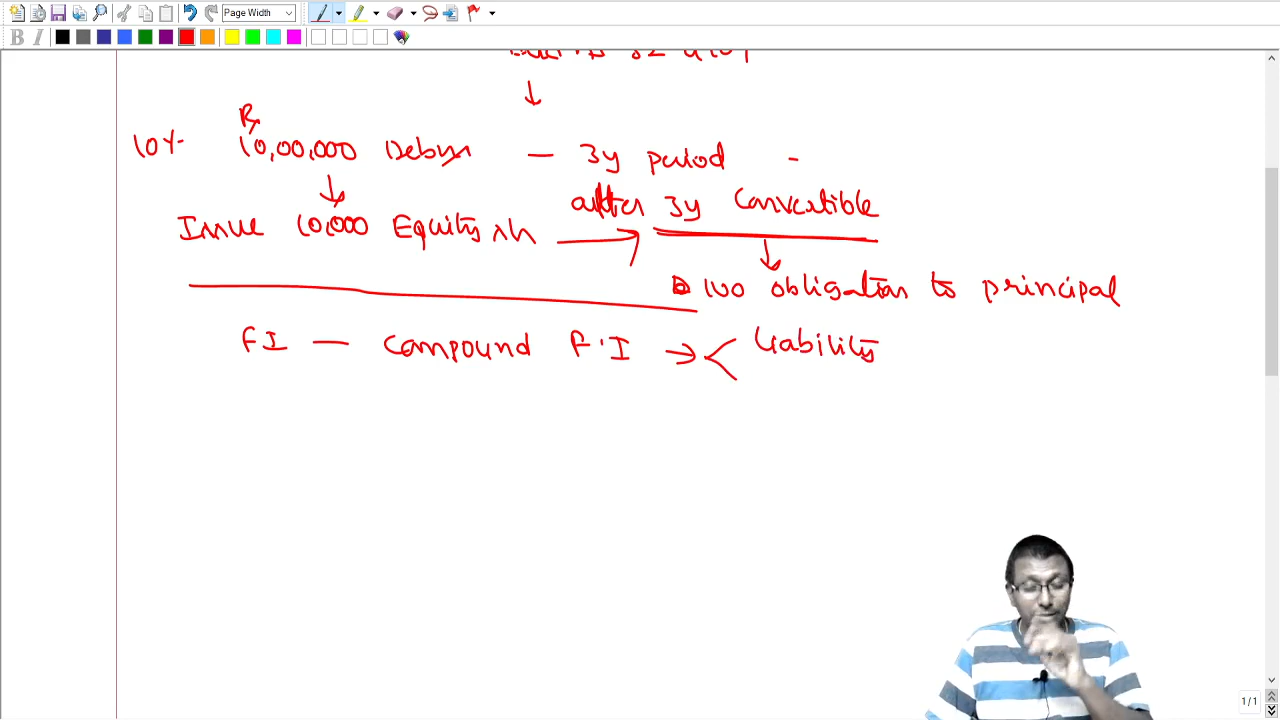 Page Width
B I
Rs
10% 10,00,000 Debn — 3y period -
after 3y Convertible
Issue 10,000 Equity sh
No obligation to principal
FI — Compound F.I → < Liability
1/1